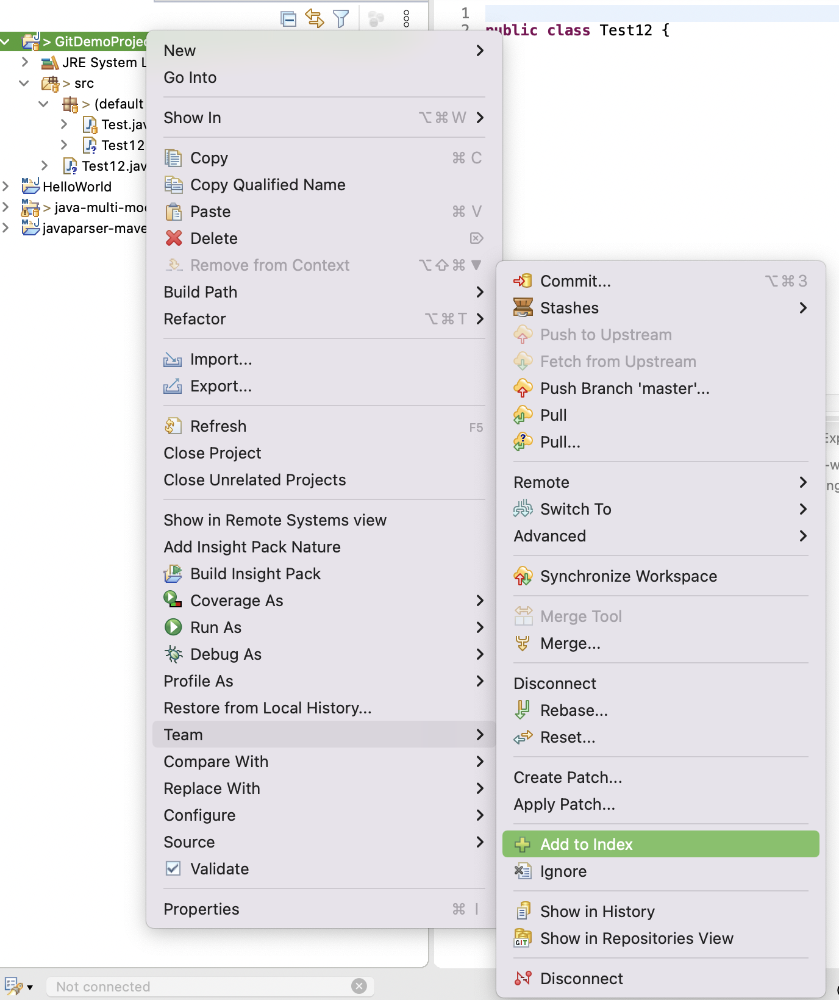 1
2
public class Test12 {
> GitDemoProjec
JRE System L
> src
> (default
Test.jav
Test12
Test12.jav
HelloWorld
> java-multi-mod
javaparser-mave
New
Go Into
Show In ⌥⌘W
Copy ⌘ C
Copy Qualified Name
Paste ⌘ V
Delete ⌦
Remove from Context ⌥⇧⌘▼
Build Path
Refactor ⌥⌘T
Import...
Export...
Refresh F5
Close Project
Close Unrelated Projects
Show in Remote Systems view
Add Insight Pack Nature
Build Insight Pack
Coverage As
Run As
Debug As
Profile As
Restore from Local History...
Team
Compare With
Replace With
Configure
Source
Validate
Properties ⌘ I
Commit... ⌥⌘3
Stashes
Push to Upstream
Fetch from Upstream
Push Branch 'master'...
Pull
Pull...
Remote
Switch To
Advanced
Synchronize Workspace
Merge Tool
Merge...
Disconnect
Rebase...
Reset...
Create Patch...
Apply Patch...
Add to Index
Ignore
Show in History
GIT Show in Repositories View
Disconnect
Exp
-w
ng
Not connected